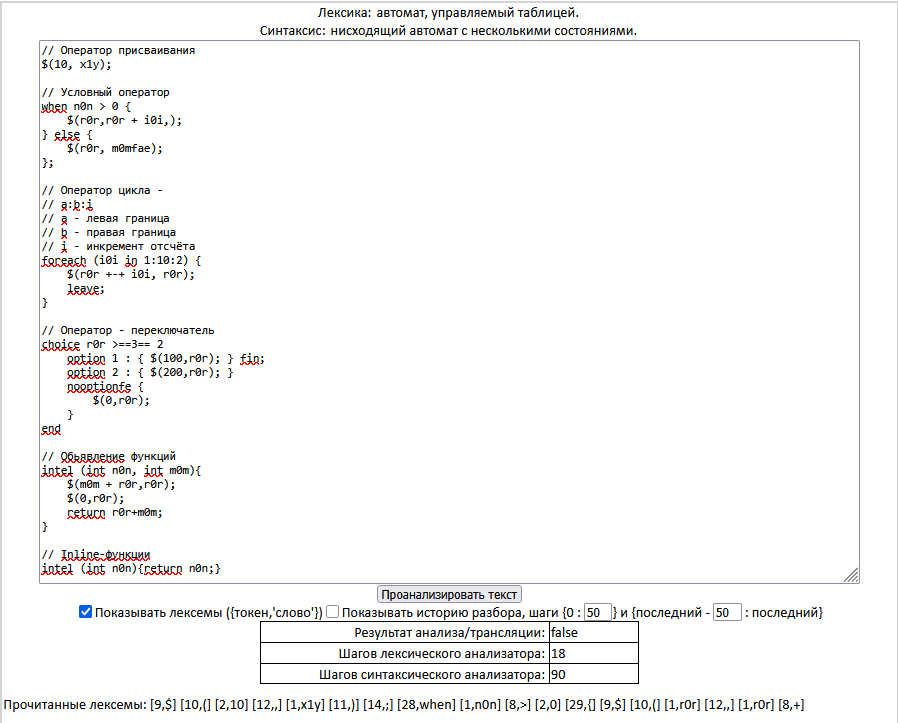 Лексика: автомат, управляемый таблицей.
Синтаксис: нисходящий автомат с несколькими состояниями.
// Оператор присваивания
$(10, x1y);
// Условный оператор
when n0n > 0 {
$(r0r,r0r + i0i,);
} else {
$(r0r, m0mfae);
};
// Оператор цикла -
// a:b:i
// a - левая граница
// b - правая граница
// i - инкремент отсчёта
foreach (i0i in 1:10:2) {
$(r0r +-+ i0i, r0r);
leave;
}
// Оператор - переключатель
choice r0r >==3== 2
option 1 : { $(100,r0r); } fin;
option 2 : { $(200,r0r); }
nooptionfe {
$(0,r0r);
}
end
// Объявление функций
intel (int n0n, int m0m){
$(m0m + r0r,r0r);
$(0,r0r);
return r0r+m0m;
}
// Inline-функции
intel (int n0n){return n0n;}
Проанализировать текст
Показывать лексемы ({токен,'слово'}) Показывать историю разбора, шаги {0 : 50 } и {последний - 50 : последний}
Результат анализа/трансляции: false
Шагов лексического анализатора: 18
Шагов синтаксического анализатора: 90
Прочитанные лексемы: [9,$] [10,(] [2,10] [12,,] [1,x1y] [11,)] [14,;] [28,when] [1,n0n] [8,>] [2,0] [29,{] [9,$] [10,(] [1,r0r] [12,,] [1,r0r] [8,+]